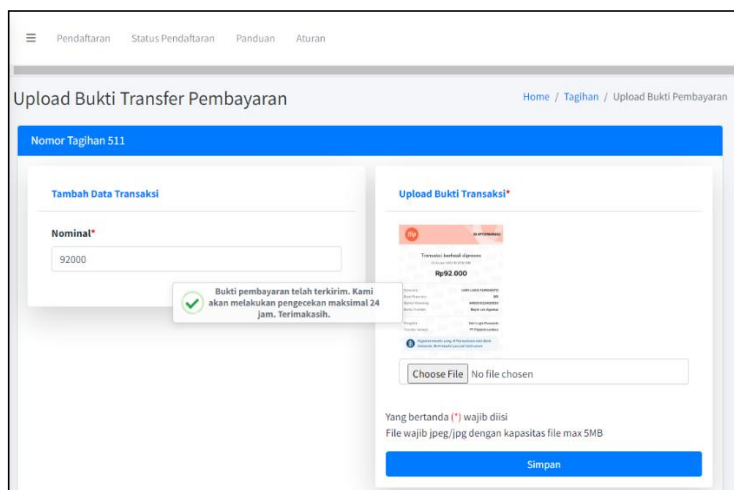 Pendaftaran Status Pendaftaran Panduan Aturan
Upload Bukti Transfer Pembayaran
Home / Tagihan / Upload Bukti Pembayaran
Nomor Tagihan 511
Tambah Data Transaksi
Nominal*
92000
Bukti pembayaran telah terkirim. Kami
akan melakukan pengecekan maksimal 24
jam. Terimakasih.
Upload Bukti Transaksi*
Transaksi berhasil diproses
Rp92.000
Choose File No file chosen
Yang bertanda (*) wajib diisi
File wajib jpeg/jpg dengan kapasitas file max 5MB
Simpan